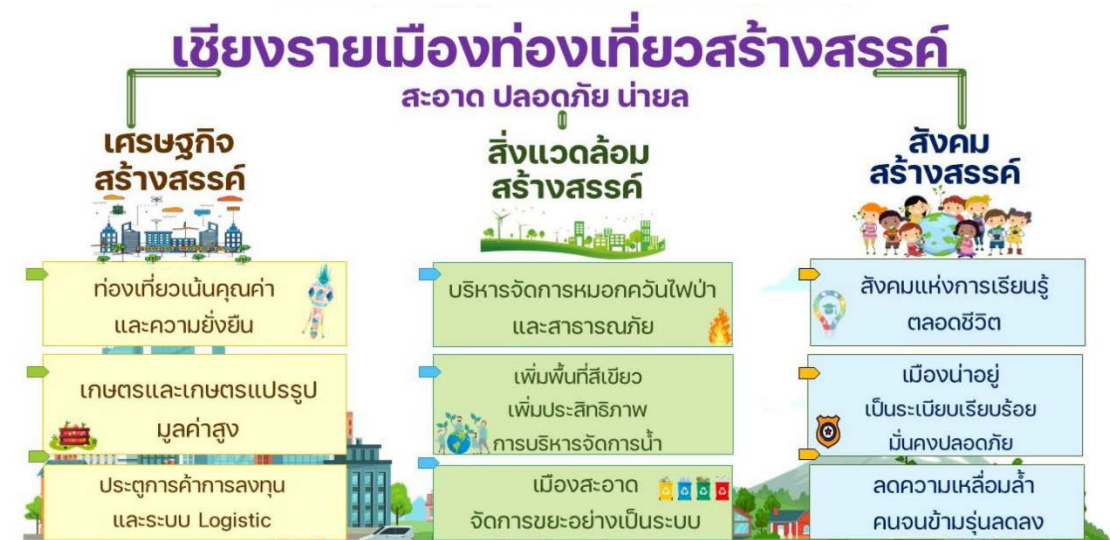 เชียงรายเมืองท่องเที่ยวสร้างสรรค์
สะอาด ปลอดภัย น่ายล
เศรษฐกิจ
สร้างสรรค์
ท่องเที่ยวเน้นคุณค่า
และความยั่งยืน
เกษตรและเกษตรแปรรูป
มูลค่าสูง
ประตูการค้าการลงทุน
และระบบ Logistic
สิ่งแวดล้อม
สร้างสรรค์
บริหารจัดการหมอกควันไฟป่า
และสาธารณภัย
เพิ่มพื้นที่สีเขียว
เพิ่มประสิทธิภาพ
การบริหารจัดการน้ำ
เมืองสะอาด
จัดการขยะอย่างเป็นระบบ
สังคม
สร้างสรรค์
สังคมแห่งการเรียนรู้
ตลอดชีวิต
เมืองน่าอยู่
เป็นระเบียบเรียบร้อย
มั่นคงปลอดภัย
ลดความเหลื่อมล้ำ
คนจนข้ามรุ่นลดลง